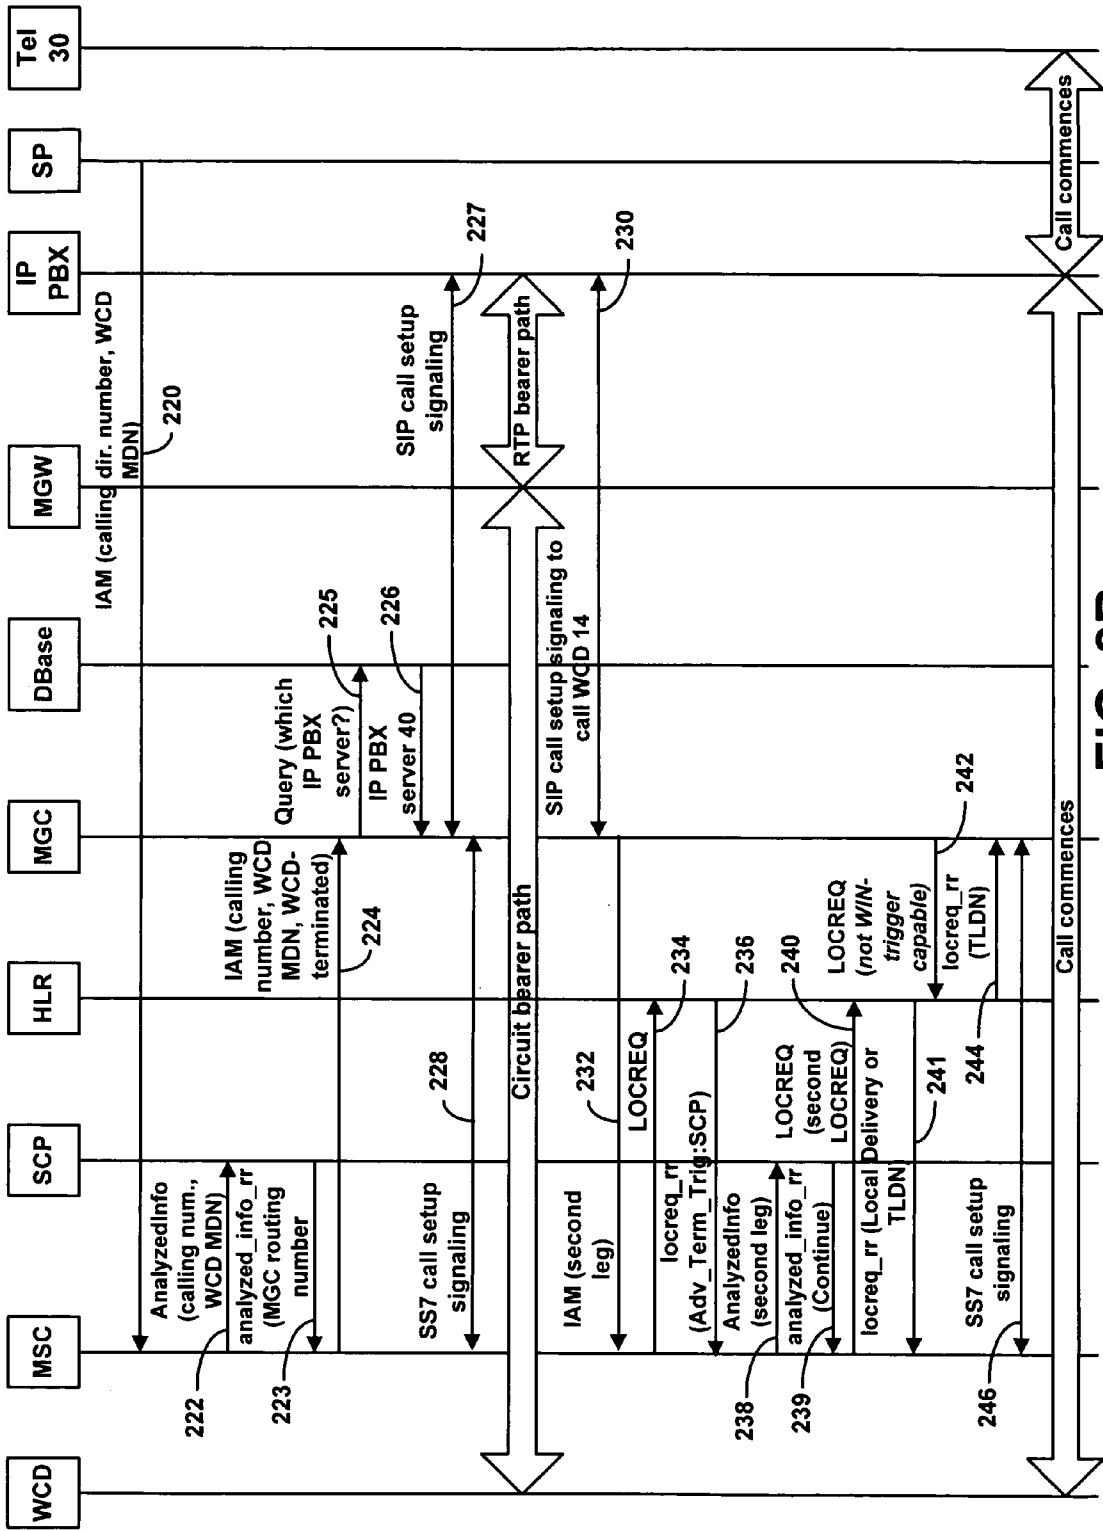 WCD
MSC
SCP
HLR
MGC
DBase
MGW
IP
PBX
SP
Tel
30
IAM (calling dir. number, WCD
MDN)
220
AnalyzedInfo
(calling num.,
WCD MDN)
222
analyzed_info_rr
(MGC routing
number
223
IAM (calling
number, WCD
MDN, WCD-
terminated)
224
Query (which
IP PBX
server?)
225
IP PBX
server 40
226
SIP call setup
signaling
227
SS7 call setup
signaling
228
Circuit bearer path
RTP bearer path
SIP call setup signaling to
call WCD 14
230
IAM (second
leg)
232
LOCREQ
234
locreq_rr
(Adv_Term_Trig:SCP)
236
AnalyzedInfo
(second leg)
238
analyzed_info_rr
(Continue)
239
LOCREQ
(second
LOCREQ)
240
locreq_rr (Local Delivery or
TLDN)
241
LOCREQ
(not WIN-
trigger
capable)
242
locreq_rr
(TLDN)
244
SS7 call setup
signaling
246
Call commences
Call commences